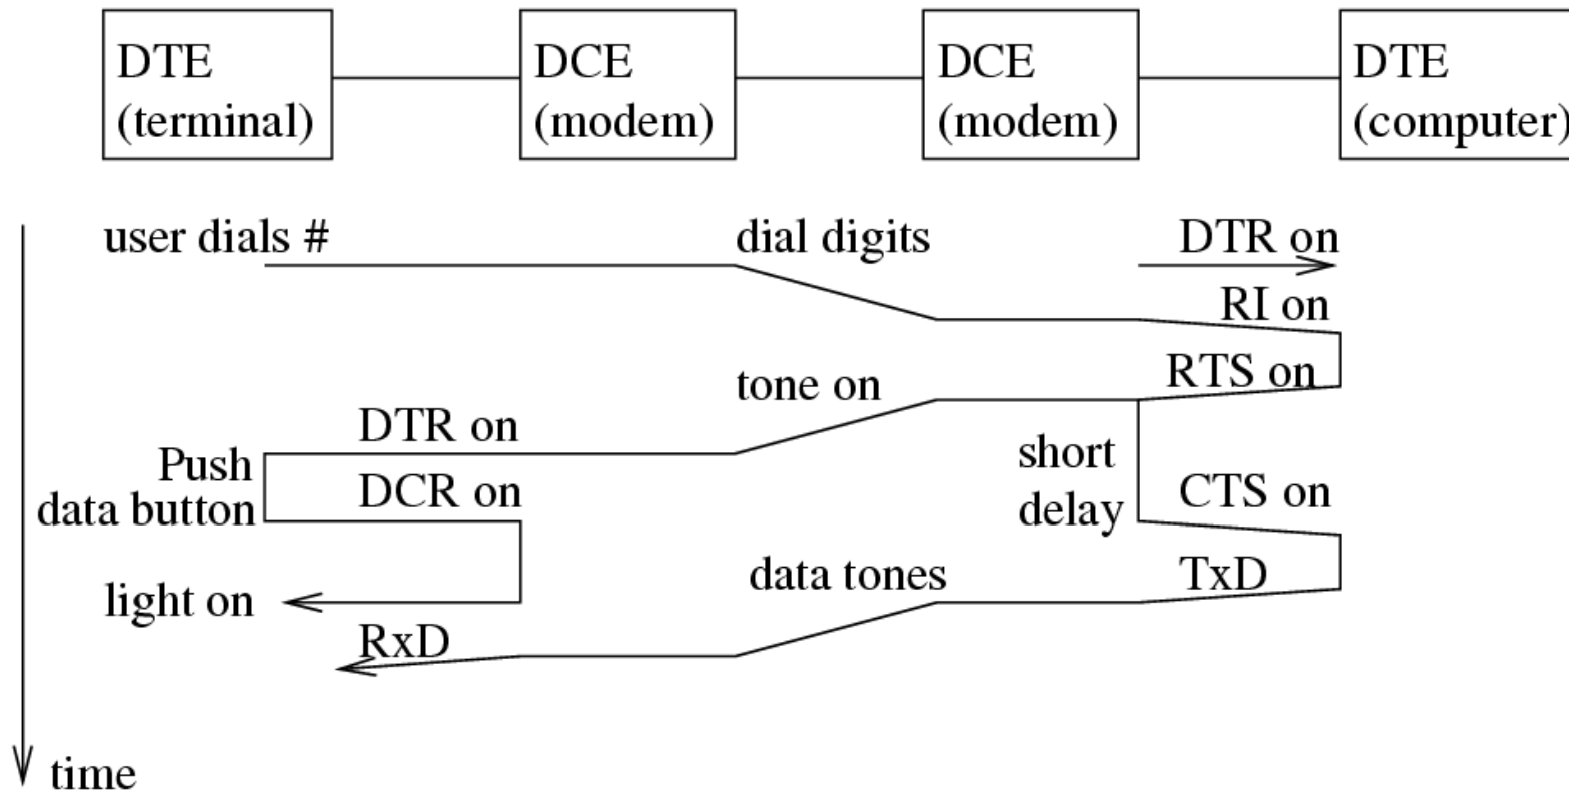 DTE
(terminal)
DCE
(modem)
DCE
(modem)
DTE
(computer)
user dials #
dial digits
DTR on
RI on
RTS on
tone on
DTR on
Push
data button
DCR on
short
delay
CTS on
light on
data tones
TxD
RxD
time